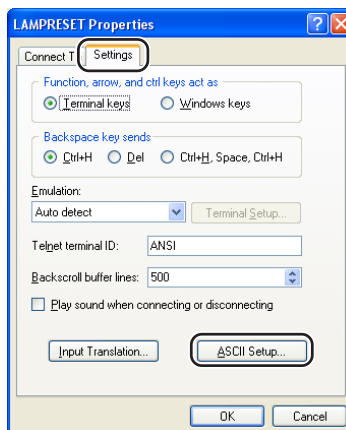 LAMPRESET Properties
Connect T Settings
Function, arrow, and ctrl keys act as
Terminal keys Windows keys
Backspace key sends
Ctrl+H Del Ctrl+H, Space, Ctrl+H
Emulation:
Auto detect Terminal Setup...
Telnet terminal ID: ANSI
Backscroll buffer lines: 500
Play sound when connecting or disconnecting
Input Translation... ASCII Setup...
OK Cancel